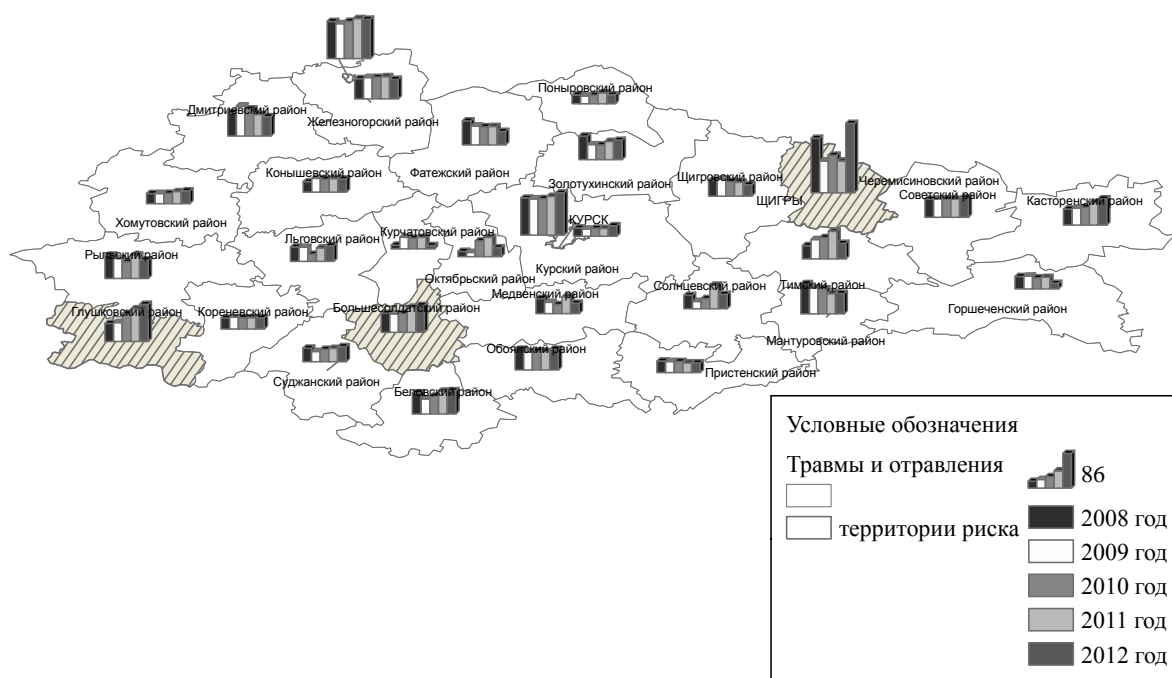 Поныровский район
Дмитриевский район
Железногорский район
Конышевский район
Фатежский район
Золотухинский район
Щигровский район
Черемисиновский район
ЩИГРЫ
Советский район
Касторенский район
Хомутовский район
Курчатовский район
КУРСК
Льговский район
Рыльский район
Октябрьский район
Курский район
Солнцевский район
Тимский район
Медвенский район
Глушковский район
Кореневский район
Большесолдатский район
Горшеченский район
Мантуровский район
Обоянский район
Пристенский район
Суджанский район
Беловский район
Условные обозначения
Травмы и отравления
территории риска
86
2008 год
2009 год
2010 год
2011 год
2012 год